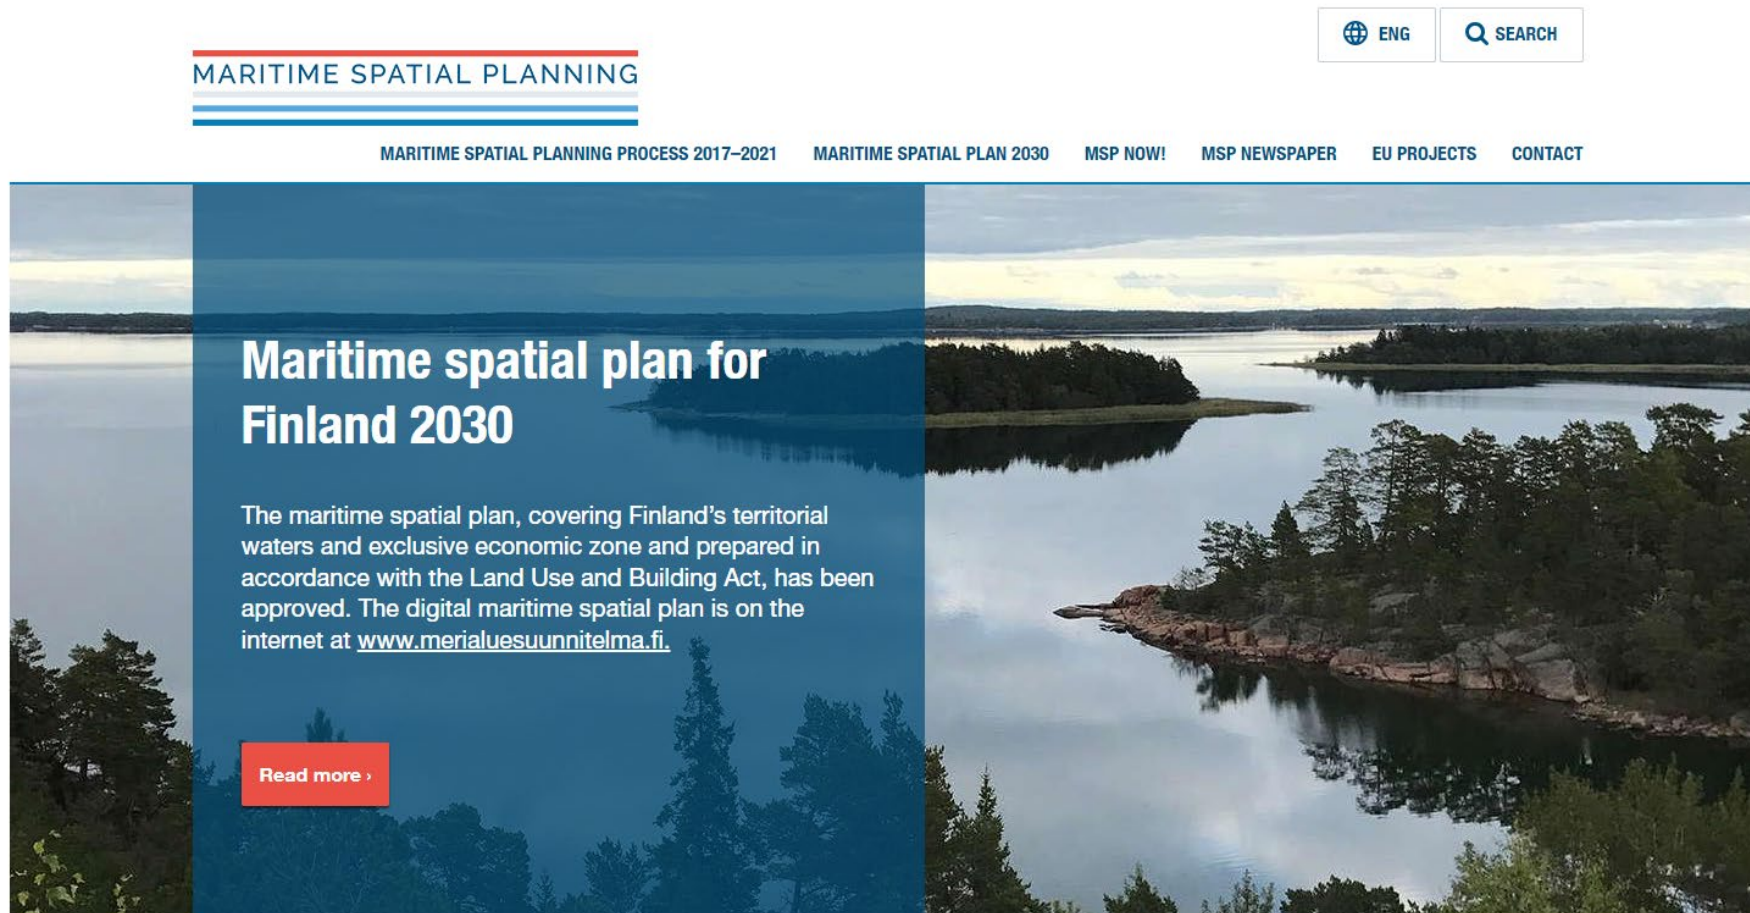 ENG
SEARCH
MARITIME SPATIAL PLANNING
MARITIME SPATIAL PLANNING PROCESS 2017–2021
MARITIME SPATIAL PLAN 2030
MSP NOW!
MSP NEWSPAPER
EU PROJECTS
CONTACT
Maritime spatial plan for
Finland 2030
The maritime spatial plan, covering Finland’s territorial
waters and exclusive economic zone and prepared in
accordance with the Land Use and Building Act, has been
approved. The digital maritime spatial plan is on the
internet at www.merialuesuunnitelma.fi.
Read more ›